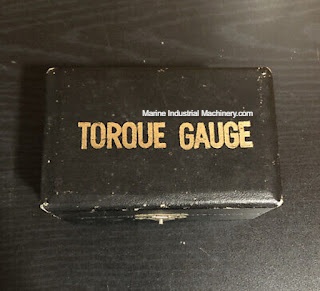 Marine Industrial Machinery.com
TORQUE GAUGE